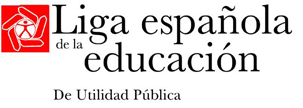 Liga española
de la
educación
De Utilidad Pública